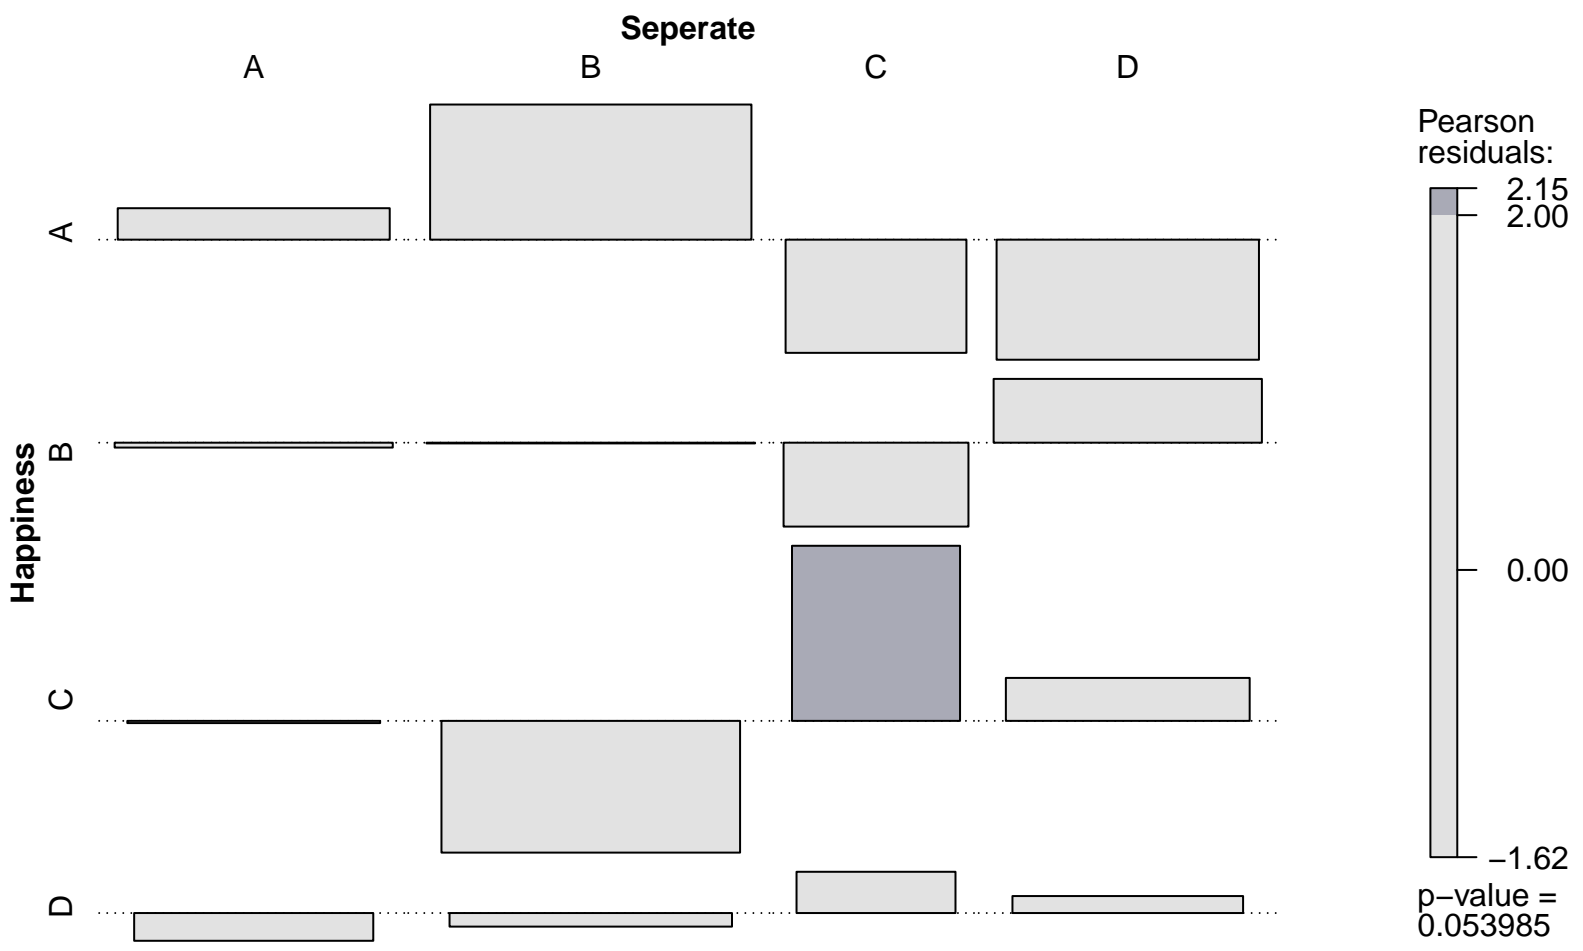 Seperate
A B C D
Pearson
residuals:
2.15
2.00
0.00
−1.62
p−value =
0.053985
Happiness
A
B
C
D